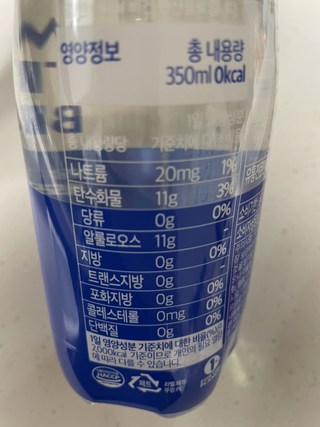 영양정보 총 내용량
350ml 0kcal
나트륨 20mg 1%
탄수화물 11g 3%
당류 0g 0%
알룰로오스 11g -
지방 0g 0%
트랜스지방 0g -
포화지방 0g 0%
콜레스테롤 0mg 0%
단백질 0g 0%
1일 영양성분 기준치에 대한 비율(%)은
2,000kcal 기준이므로 개인의 필요 열량에
따라 다를 수 있습니다.
HACCP
페트